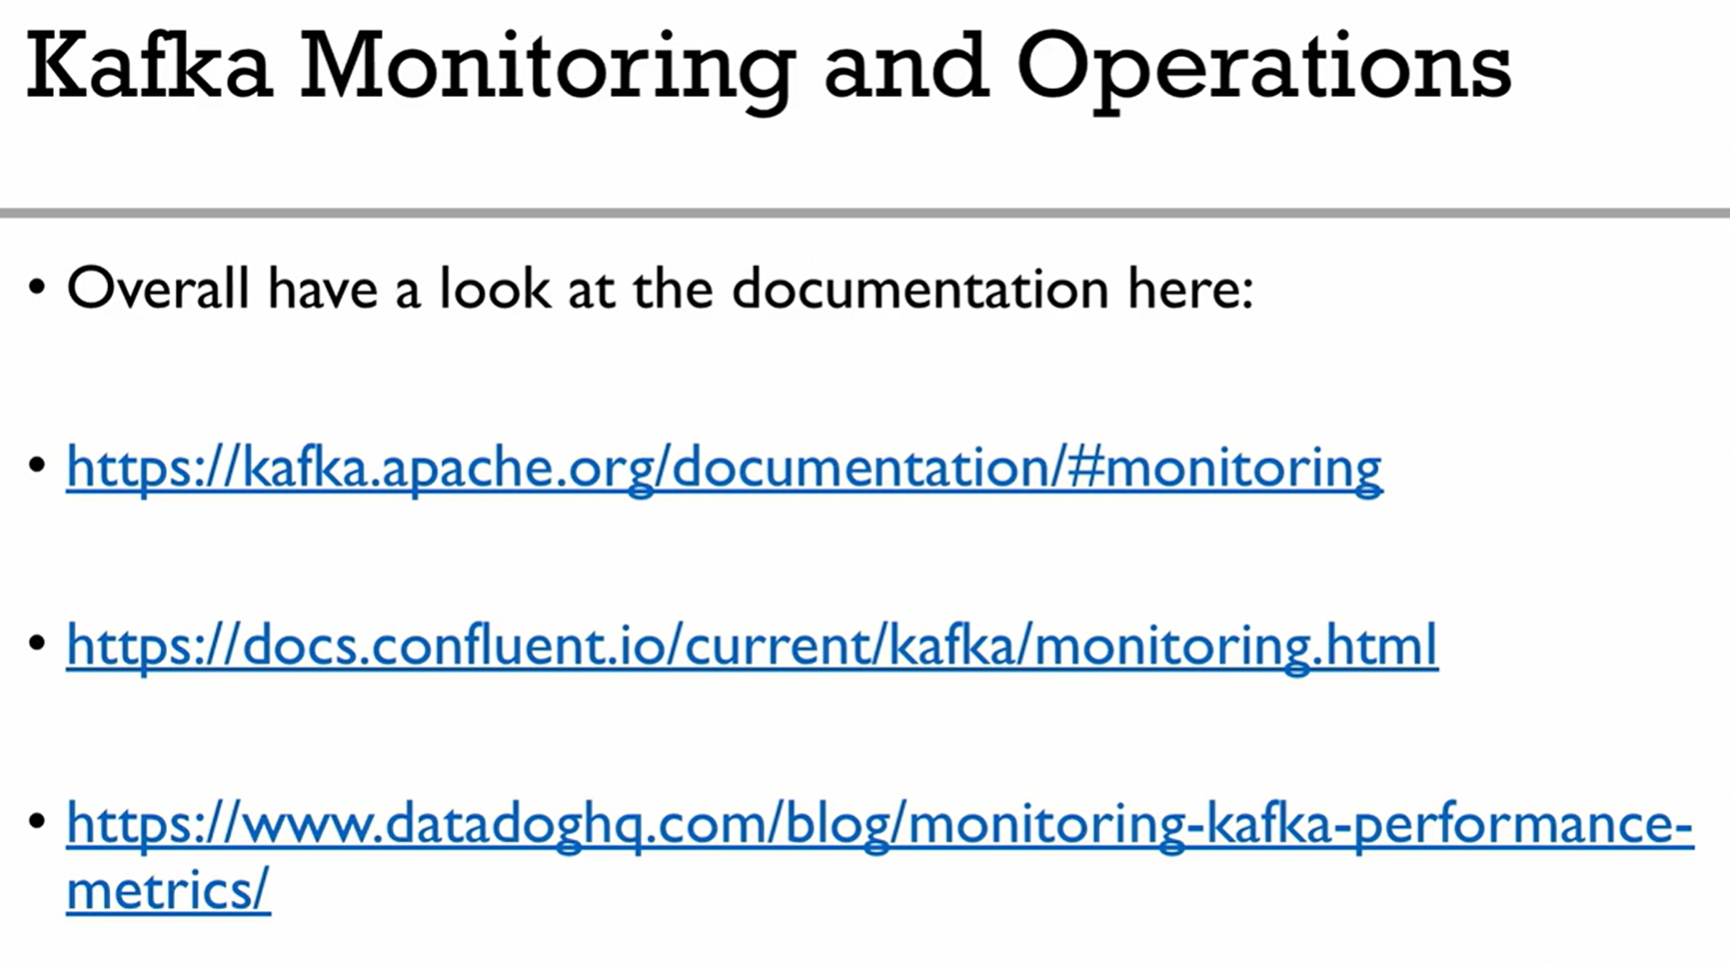 Kafka Monitoring and Operations
• Overall have a look at the documentation here:
• https://kafka.apache.org/documentation/#monitoring
• https://docs.confluent.io/current/kafka/monitoring.html
• https://www.datadoghq.com/blog/monitoring-kafka-performance-
metrics/